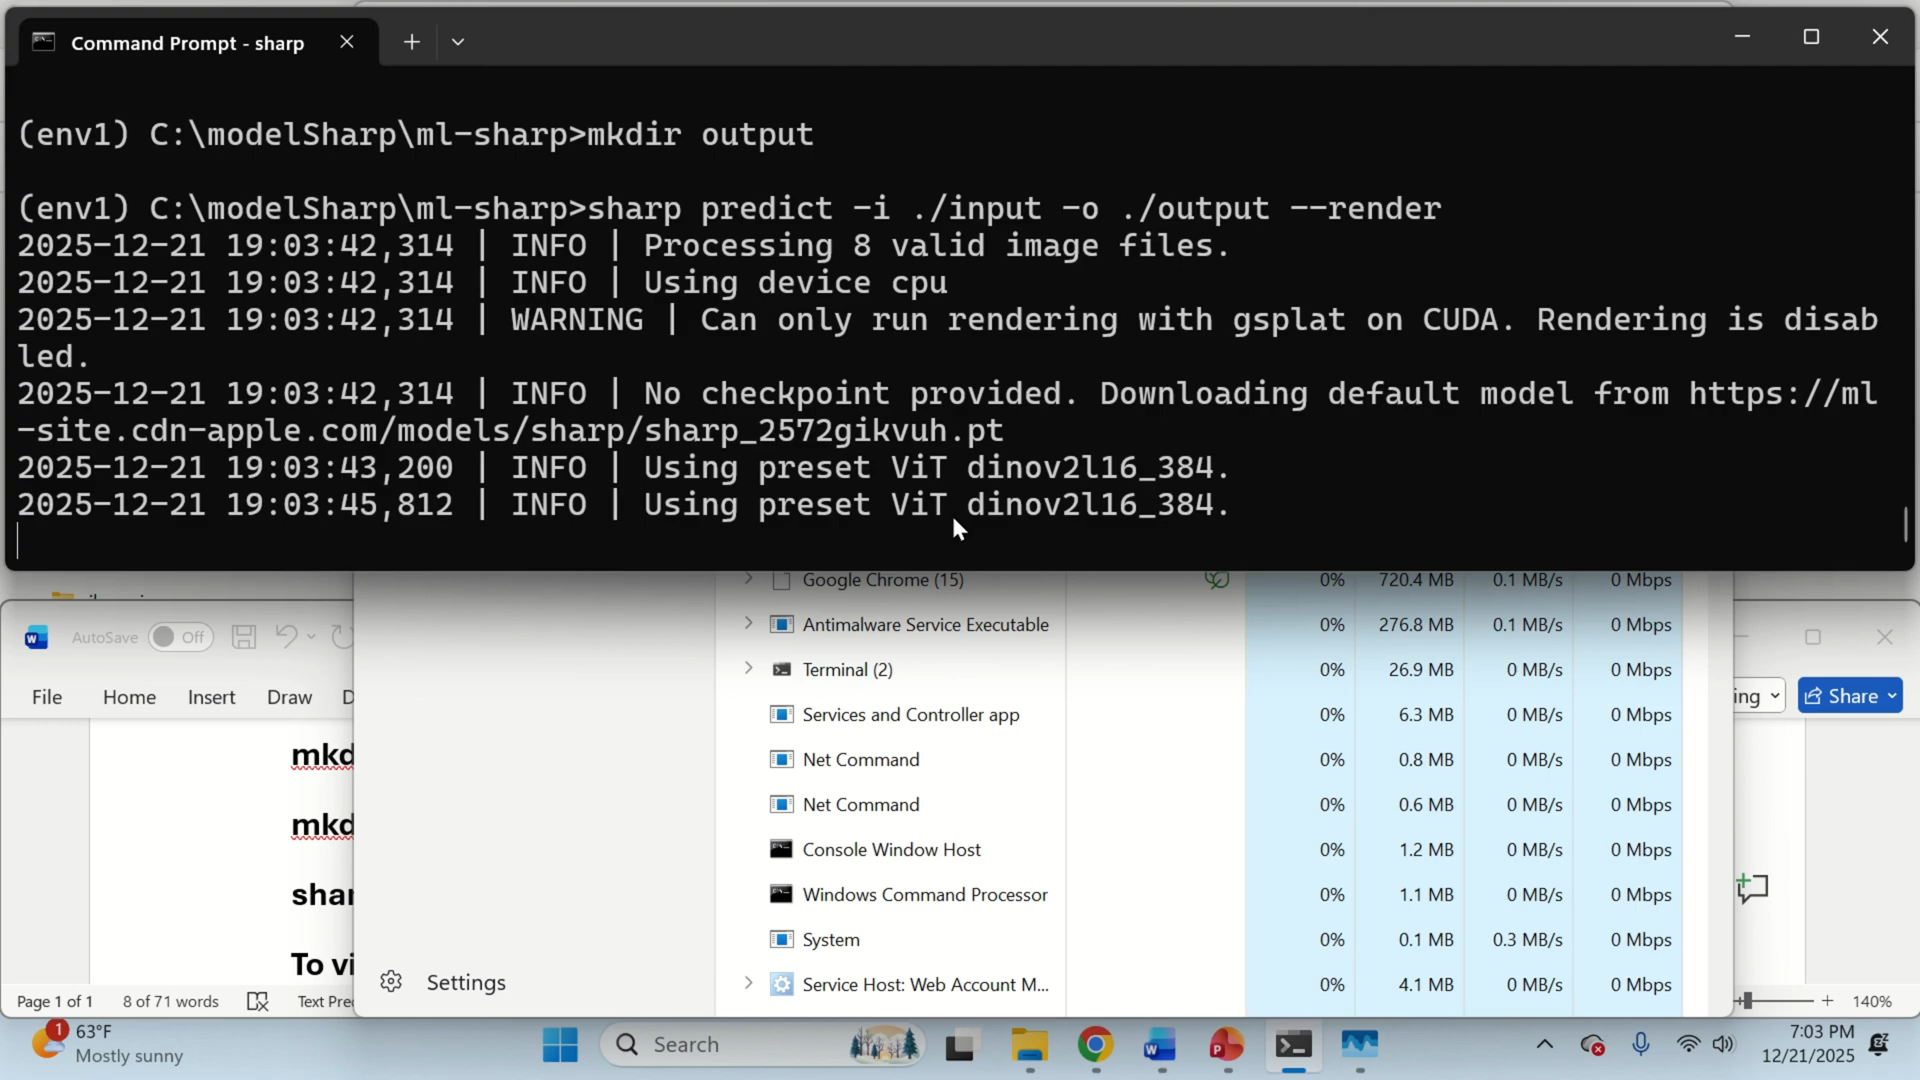 Command Prompt - sharp
(env1) C:\modelSharp\ml-sharp>mkdir output
(env1) C:\modelSharp\ml-sharp>sharp predict -i ./input -o ./output --render
2025-12-21 19:03:42,314 | INFO | Processing 8 valid image files.
2025-12-21 19:03:42,314 | INFO | Using device cpu
2025-12-21 19:03:42,314 | WARNING | Can only run rendering with gsplat on CUDA. Rendering is disab
led.
2025-12-21 19:03:42,314 | INFO | No checkpoint provided. Downloading default model from https://ml
-site.cdn-apple.com/models/sharp/sharp_2572gikvuh.pt
2025-12-21 19:03:43,200 | INFO | Using preset ViT dinov2l16_384.
2025-12-21 19:03:45,812 | INFO | Using preset ViT dinov2l16_384.
Google Chrome (15) 0% 720.4 MB 0.1 MB/s 0 Mbps
AutoSave Off
Antimalware Service Executable 0% 276.8 MB 0.1 MB/s 0 Mbps
Terminal (2) 0% 26.9 MB 0 MB/s 0 Mbps
File Home Insert Draw D
ing Share
Services and Controller app 0% 6.3 MB 0 MB/s 0 Mbps
mkd
Net Command 0% 0.8 MB 0 MB/s 0 Mbps
Net Command 0% 0.6 MB 0 MB/s 0 Mbps
mkd
Console Window Host 0% 1.2 MB 0 MB/s 0 Mbps
shar
Windows Command Processor 0% 1.1 MB 0 MB/s 0 Mbps
System 0% 0.1 MB 0.3 MB/s 0 Mbps
To vi
Settings
Service Host: Web Account M... 0% 4.1 MB 0 MB/s 0 Mbps
Page 1 of 1 8 of 71 words Text Pre
140%
1
63°F
Mostly sunny
Search
7:03 PM
12/21/2025